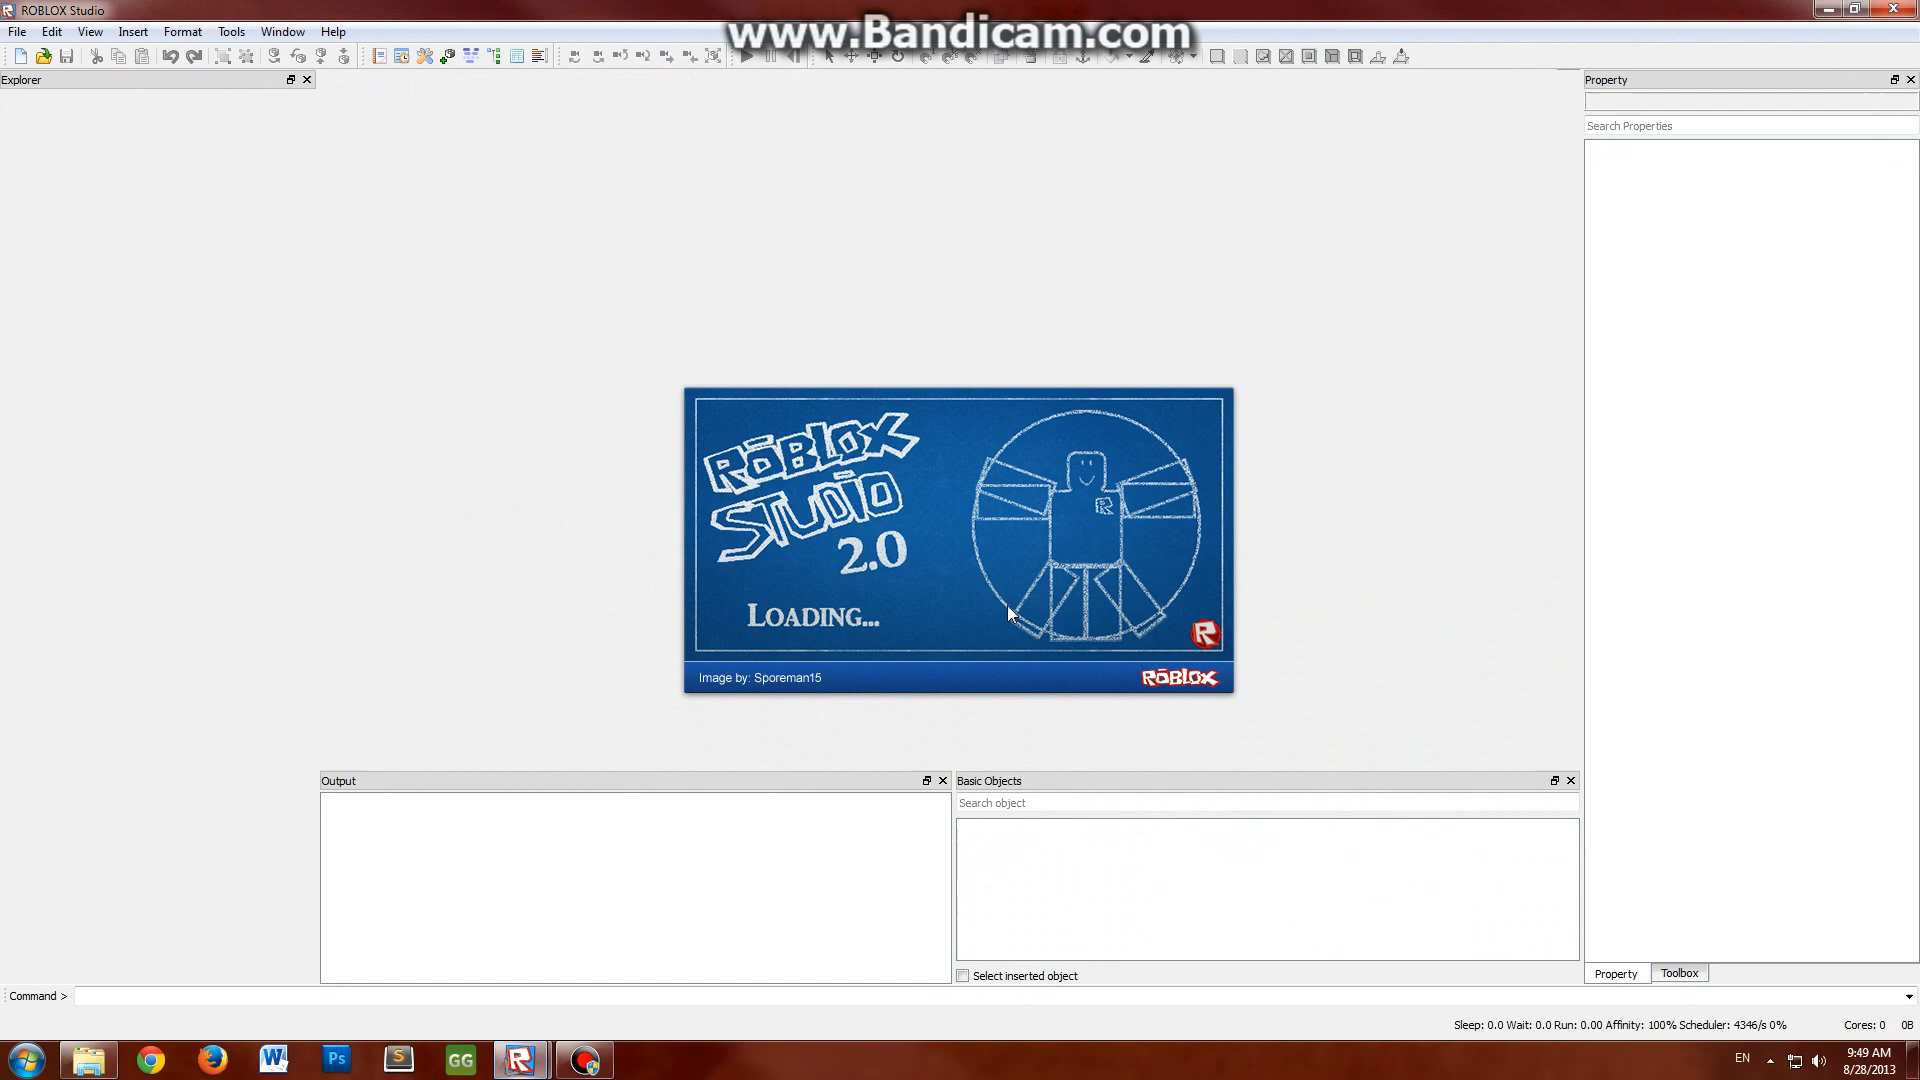 ROBLOX Studio
www.Bandicam.com
File Edit View Insert Format Tools Window Help
Explorer
Property
Search Properties
ROBLOX
STUDIO
2.0
LOADING...
R
R
Image by: Sporeman15
ROBLOX
Output
Basic Objects
Search object
Select inserted object
Property Toolbox
Command >
Sleep: 0.0 Wait: 0.0 Run: 0.00 Affinity: 100% Scheduler: 4346/s 0% Cores: 0 0B
W
Ps
S
GG
R
EN
9:49 AM
8/28/2013